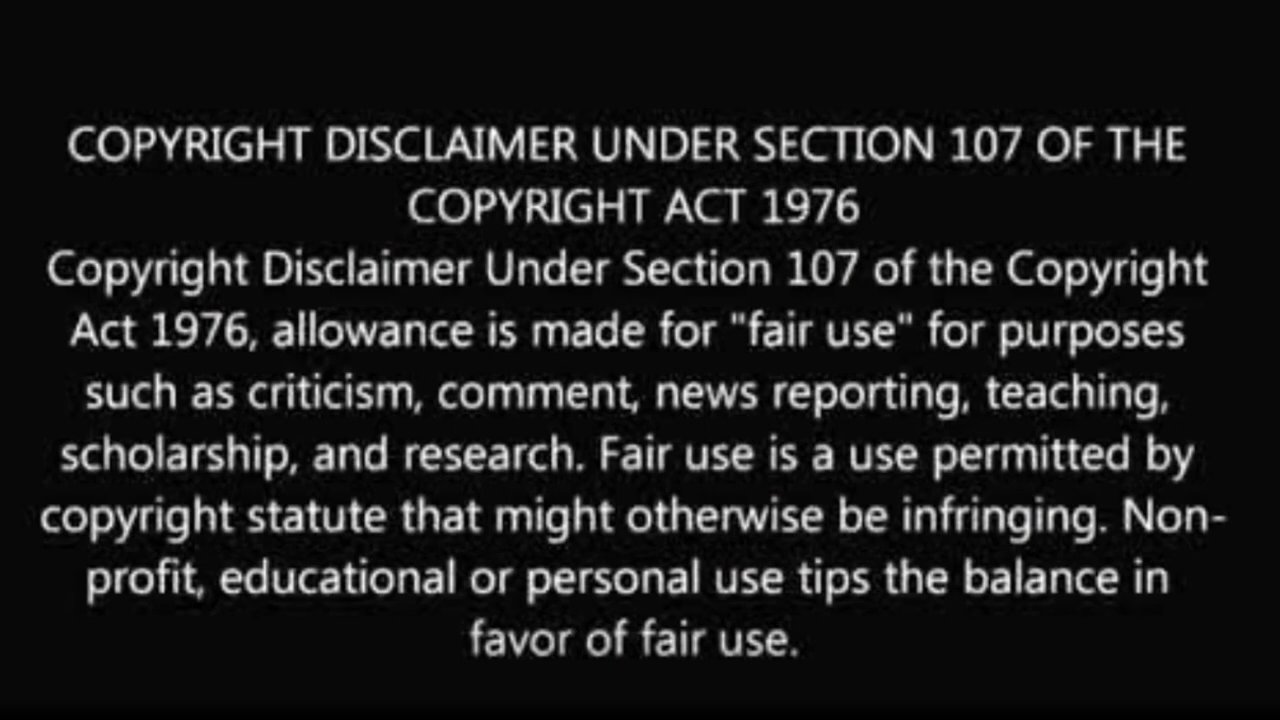 COPYRIGHT DISCLAIMER UNDER SECTION 107 OF THE
COPYRIGHT ACT 1976
Copyright Disclaimer Under Section 107 of the Copyright
Act 1976, allowance is made for "fair use" for purposes
such as criticism, comment, news reporting, teaching,
scholarship, and research. Fair use is a use permitted by
copyright statute that might otherwise be infringing. Non-
profit, educational or personal use tips the balance in
favor of fair use.